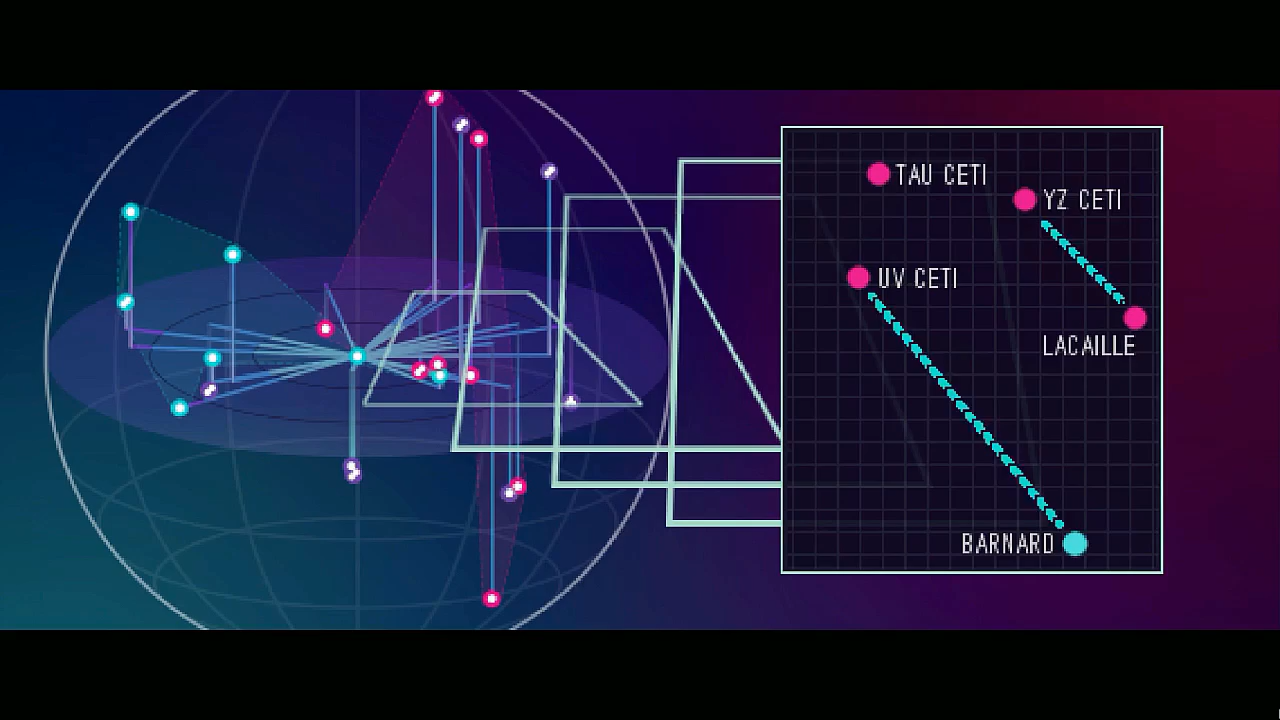 TAU CETI
YZ CETI
UV CETI
LACAILLE
BARNARD